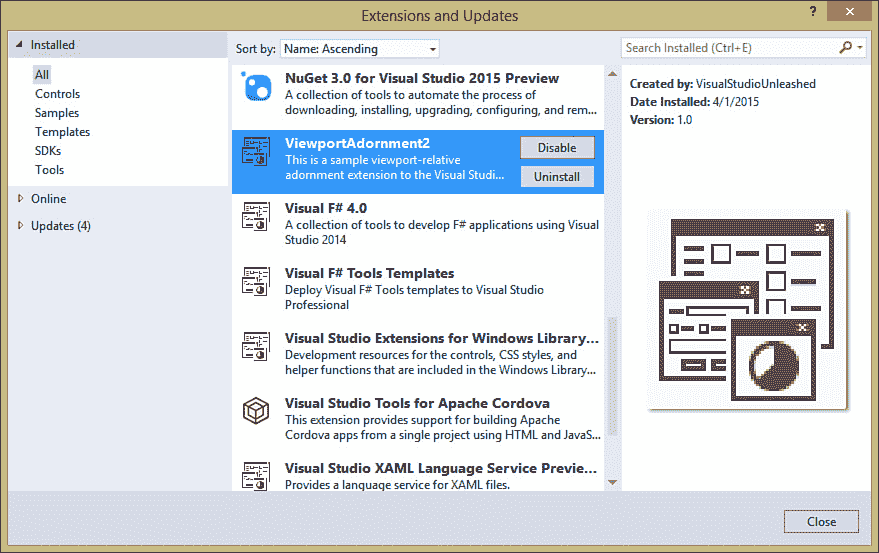 Extensions and Updates
?
Installed
All
Controls
Samples
Templates
SDKs
Tools
Online
Updates (4)
Sort by: Name: Ascending
NuGet 3.0 for Visual Studio 2015 Preview
A collection of tools to automate the process of
downloading, installing, upgrading, configuring, and rem...
ViewportAdornment2
This is a sample viewport-relative
adornment extension to the Visual Studi...
Disable
Uninstall
Visual F# 4.0
A collection of tools to develop F# applications using Visual
Studio 2014
Visual F# Tools Templates
Deploy Visual F# Tools templates to Visual Studio
Professional
Visual Studio Extensions for Windows Library...
Development resources for the controls, CSS styles, and
helper functions that are included in the Windows Library...
Visual Studio Tools for Apache Cordova
This extension provides support for building Apache
Cordova apps from a single project using HTML and JavaS...
Visual Studio XAML Language Service Previe...
Provides a language service for XAML files.
Search Installed (Ctrl+E)
Created by: VisualStudioUnleashed
Date Installed: 4/1/2015
Version: 1.0
Close